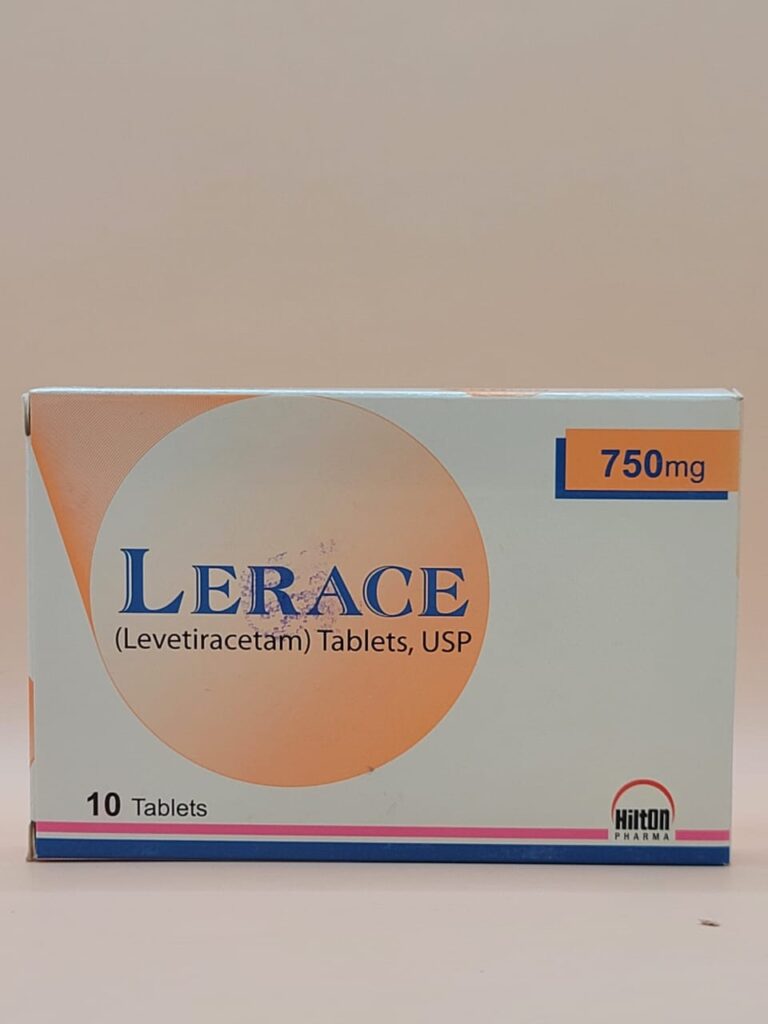 750mg
LERACE
(Levetiracetam) Tablets, USP
10 Tablets
HiltON
PHARMA